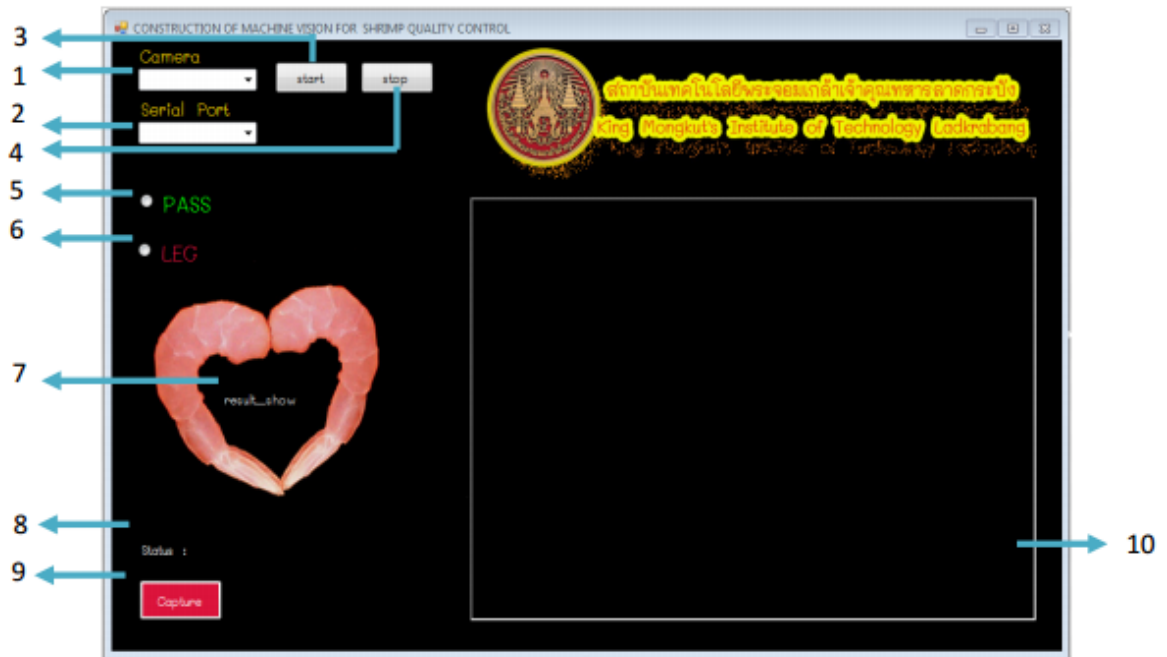 CONSTRUCTION OF MACHINE VISION FOR SHRIMP QUALITY CONTROL
3
1
2
4
5
6
7
8
9
10
Camera
start
stop
Serial Port
สถาบันเทคโนโลยีพระจอมเกล้าเจ้าคุณทหารลาดกระบัง
King Mongkut's Institute of Technology Ladkrabang
PASS
LEG
result_show
Status :
Capture